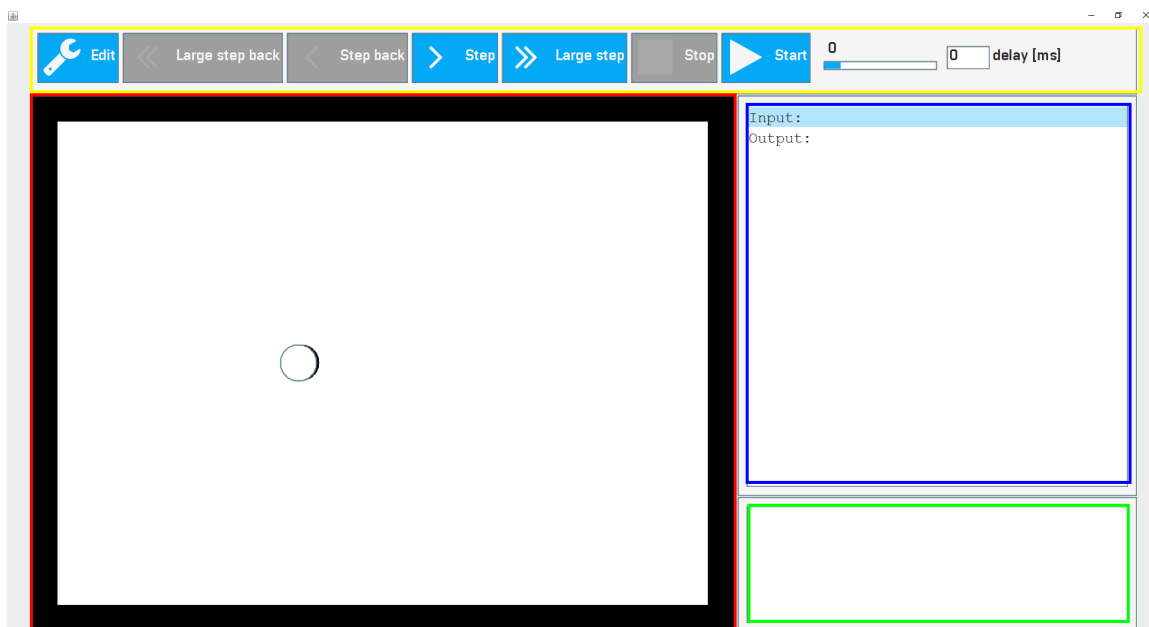 Edit Large step back Step back Step Large step Stop Start 0 0 delay [ms]
Input:
Output: